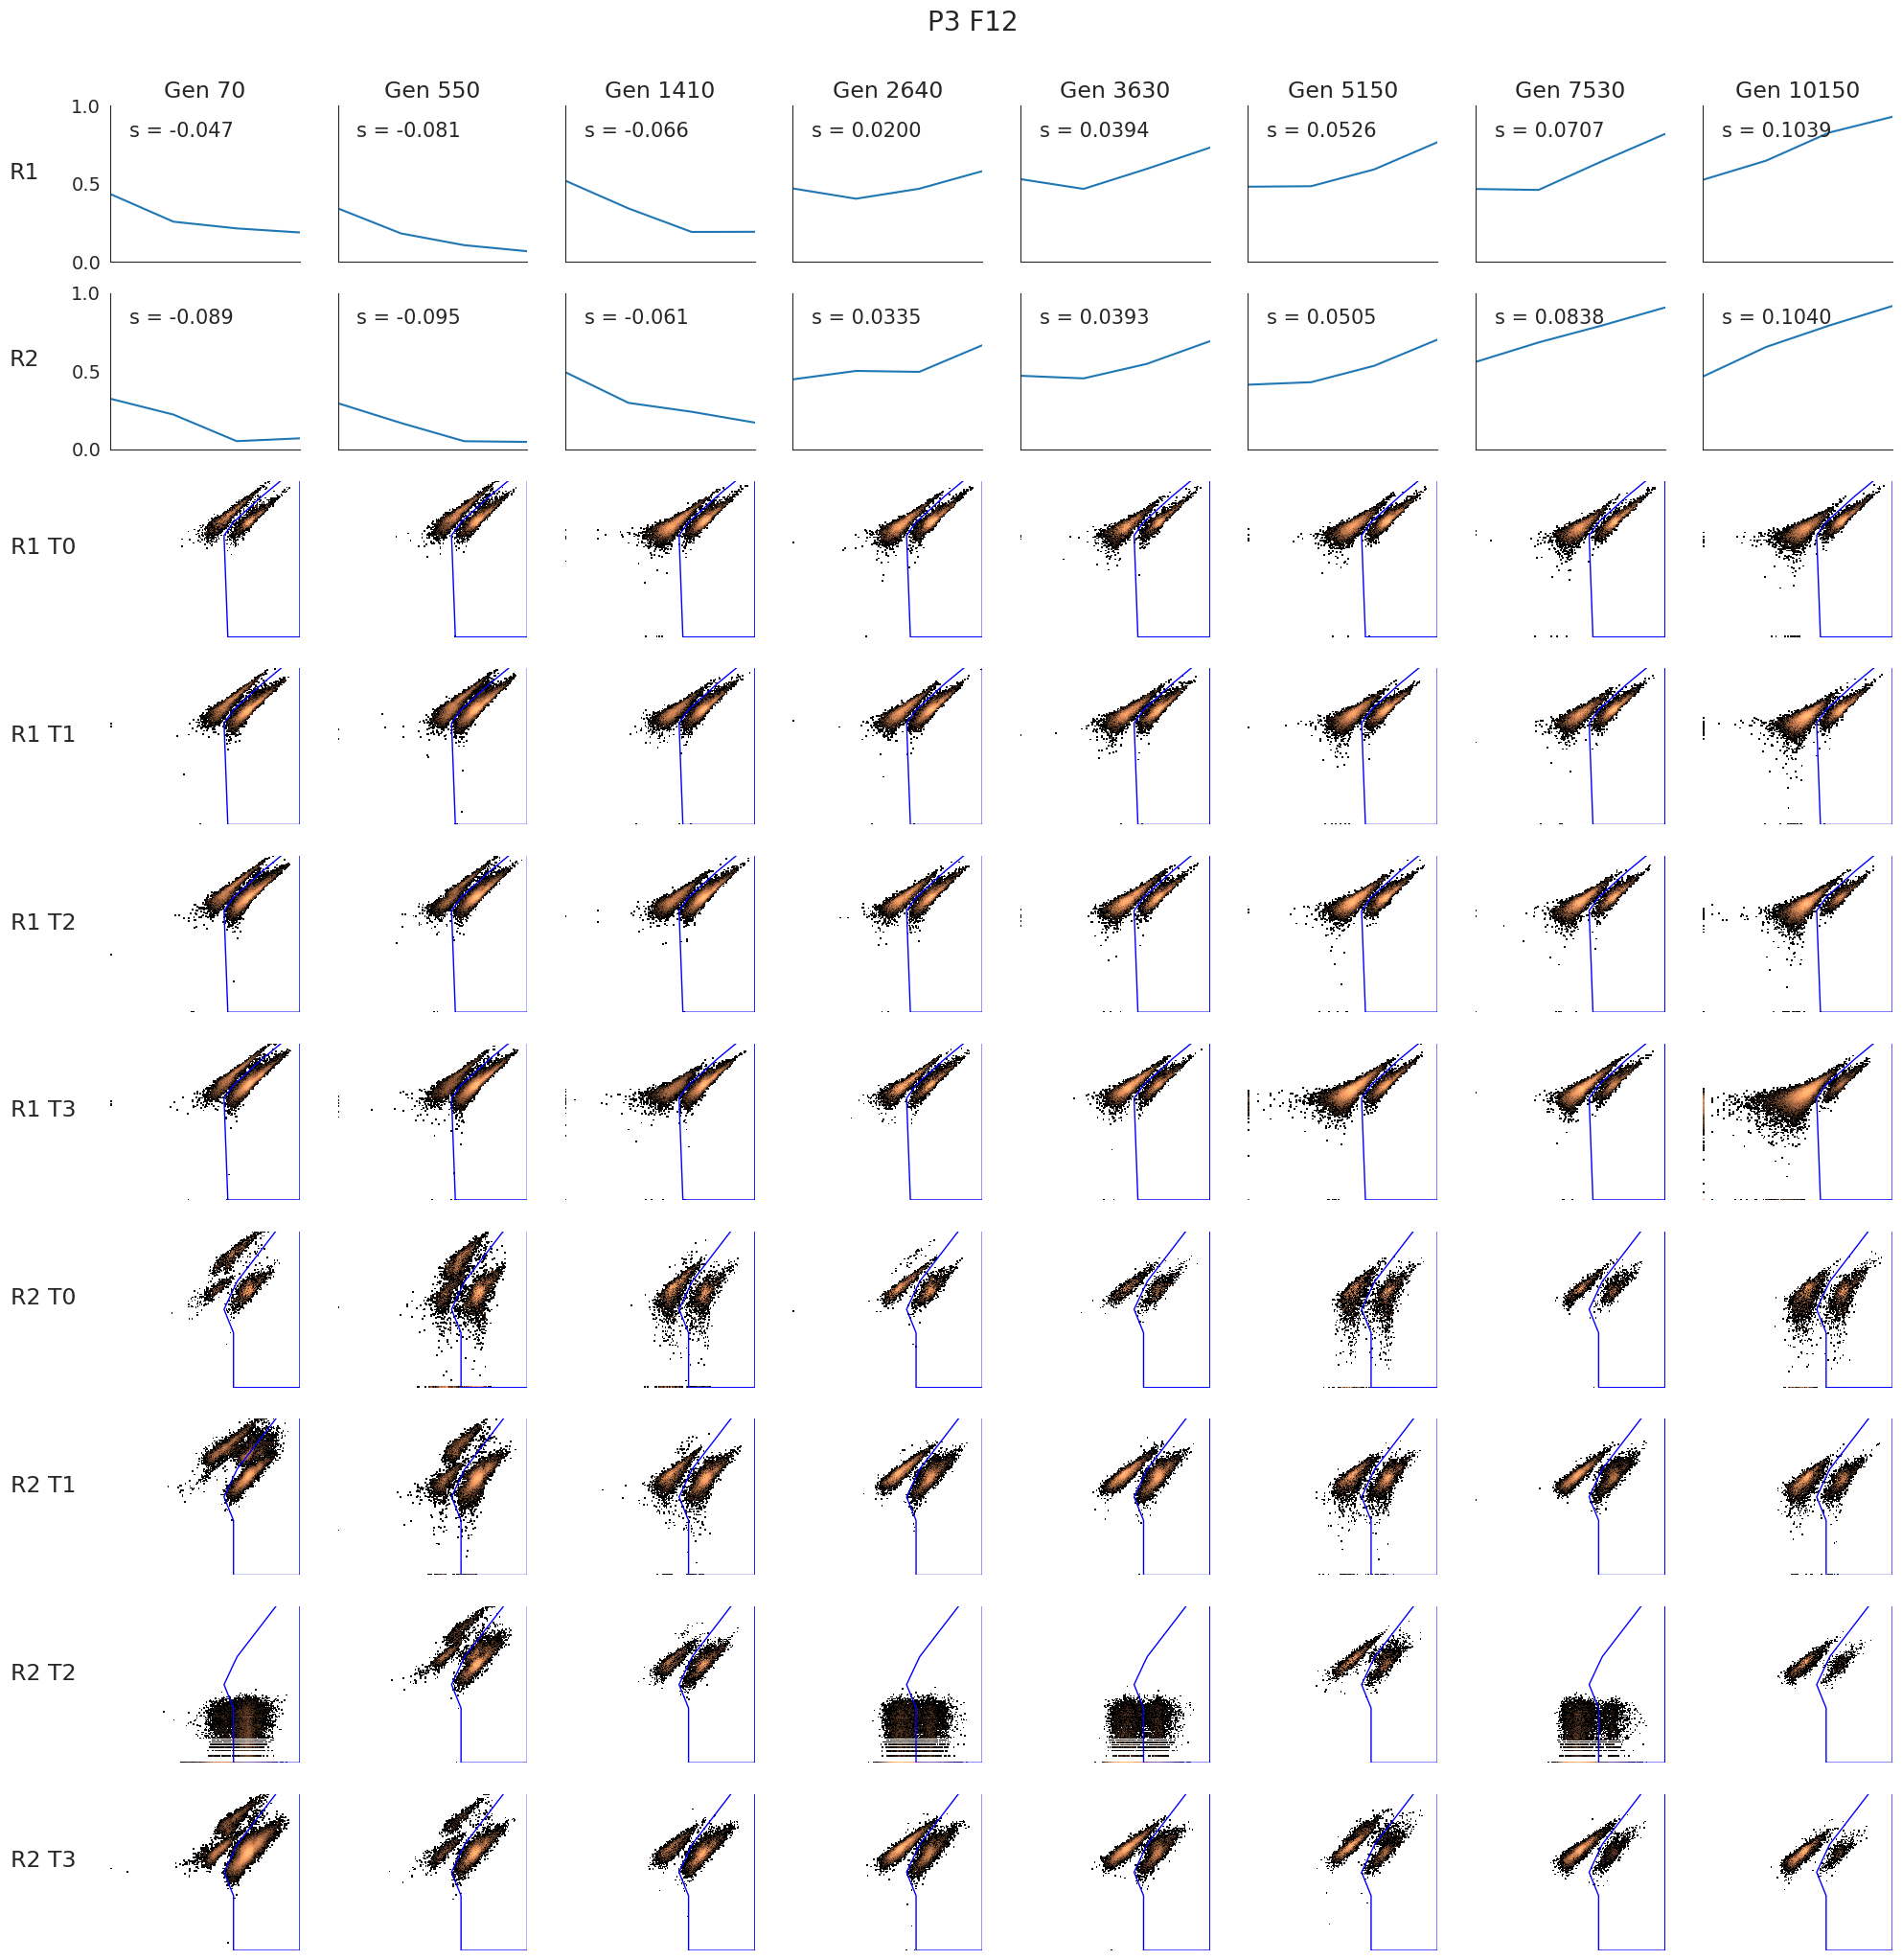 P3 F12
Gen 70 Gen 550 Gen 1410 Gen 2640 Gen 3630 Gen 5150 Gen 7530 Gen 10150
R1
1.0
0.5
0.0
s = -0.047 s = -0.081 s = -0.066 s = 0.0200 s = 0.0394 s = 0.0526 s = 0.0707 s = 0.1039
R2
1.0
0.5
0.0
s = -0.089 s = -0.095 s = -0.061 s = 0.0335 s = 0.0393 s = 0.0505 s = 0.0838 s = 0.1040
R1 T0
R1 T1
R1 T2
R1 T3
R2 T0
R2 T1
R2 T2
R2 T3